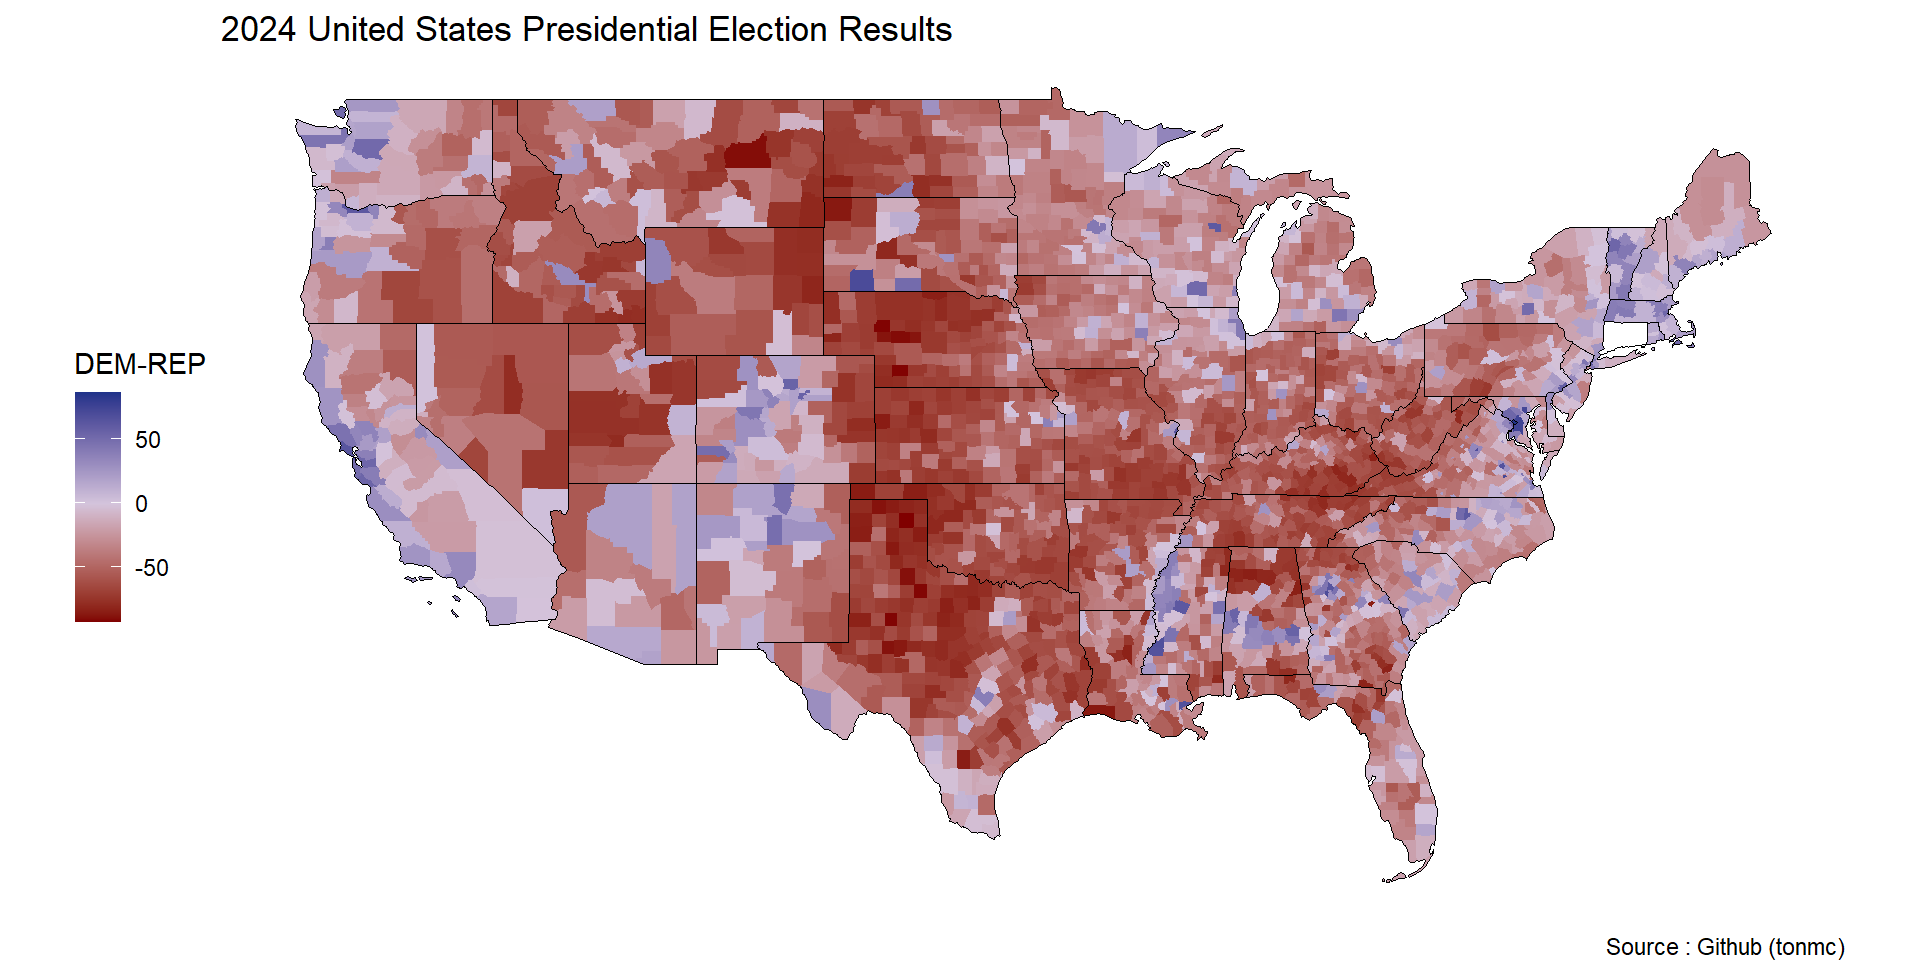 2024 United States Presidential Election Results
DEM-REP
50
0
-50
Source : Github (tonmc)